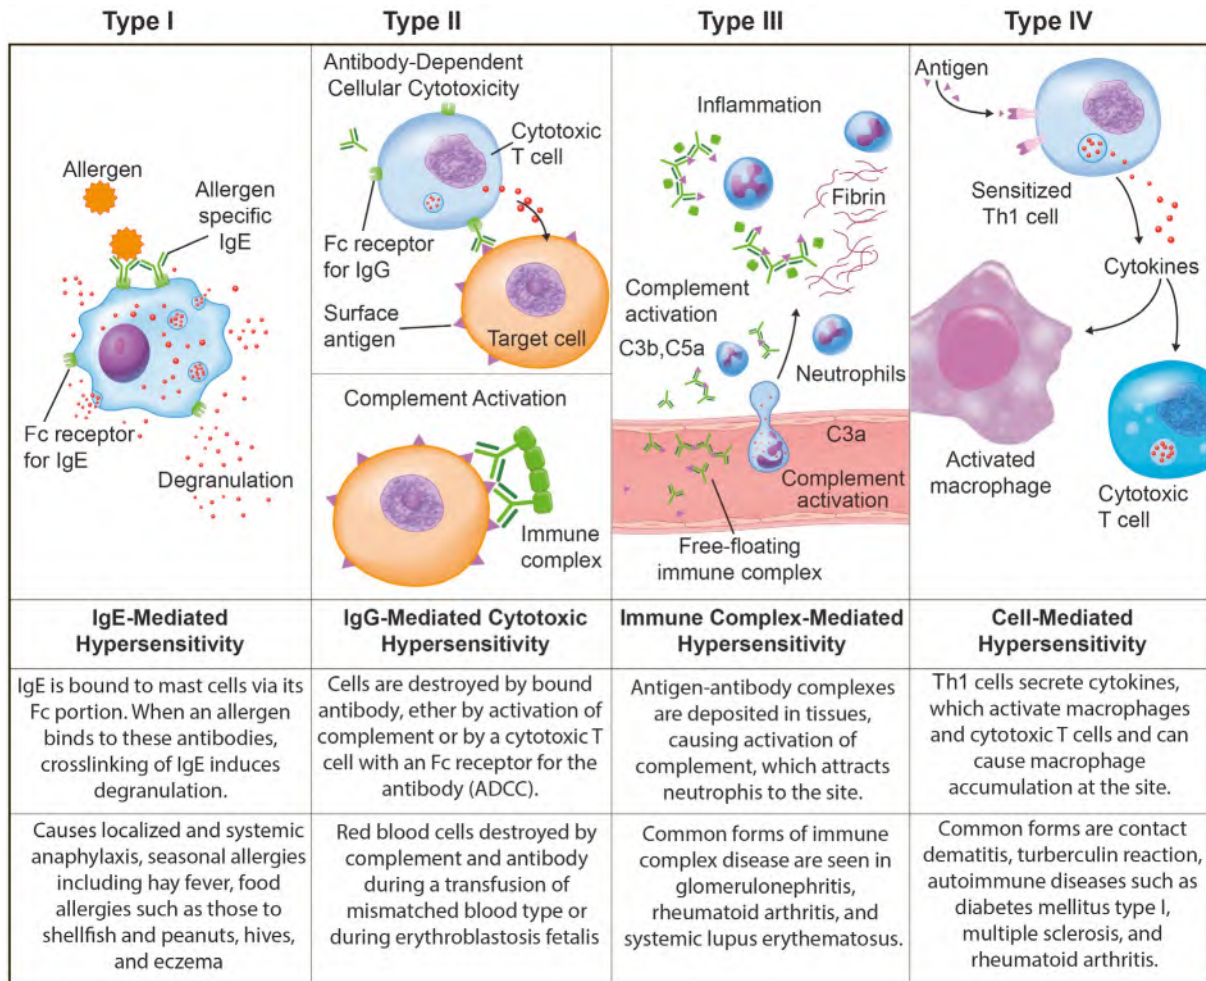 Type I
Type II
Type III
Type IV
Allergen
Allergen
specific
IgE
Fc receptor
for IgE
Degranulation
Antibody-Dependent
Cellular Cytotoxicity
Cytotoxic
T cell
Fc receptor
for IgG
Surface
antigen
Target cell
Complement Activation
Immune
complex
Inflammation
Fibrin
Complement
activation
C3b,C5a
Neutrophils
C3a
Complement
activation
Free-floating
immune complex
Antigen
Sensitized
Th1 cell
Cytokines
Activated
macrophage
Cytotoxic
T cell
IgE-Mediated
Hypersensitivity
IgG-Mediated Cytotoxic
Hypersensitivity
Immune Complex-Mediated
Hypersensitivity
Cell-Mediated
Hypersensitivity
IgE is bound to mast cells via its
Fc portion. When an allergen
binds to these antibodies,
crosslinking of IgE induces
degranulation.
Cells are destroyed by bound
antibody, ether by activation of
complement or by a cytotoxic T
cell with an Fc receptor for the
antibody (ADCC).
Antigen-antibody complexes
are deposited in tissues,
causing activation of
complement, which attracts
neutrophis to the site.
Th1 cells secrete cytokines,
which activate macrophages
and cytotoxic T cells and can
cause macrophage
accumulation at the site.
Causes localized and systemic
anaphylaxis, seasonal allergies
including hay fever, food
allergies such as those to
shellfish and peanuts, hives,
and eczema
Red blood cells destroyed by
complement and antibody
during a transfusion of
mismatched blood type or
during erythroblastosis fetalis
Common forms of immune
complex disease are seen in
glomerulonephritis,
rheumatoid arthritis, and
systemic lupus erythematosus.
Common forms are contact
dematitis, turberculin reaction,
autoimmune diseases such as
diabetes mellitus type I,
multiple sclerosis, and
rheumatoid arthritis.